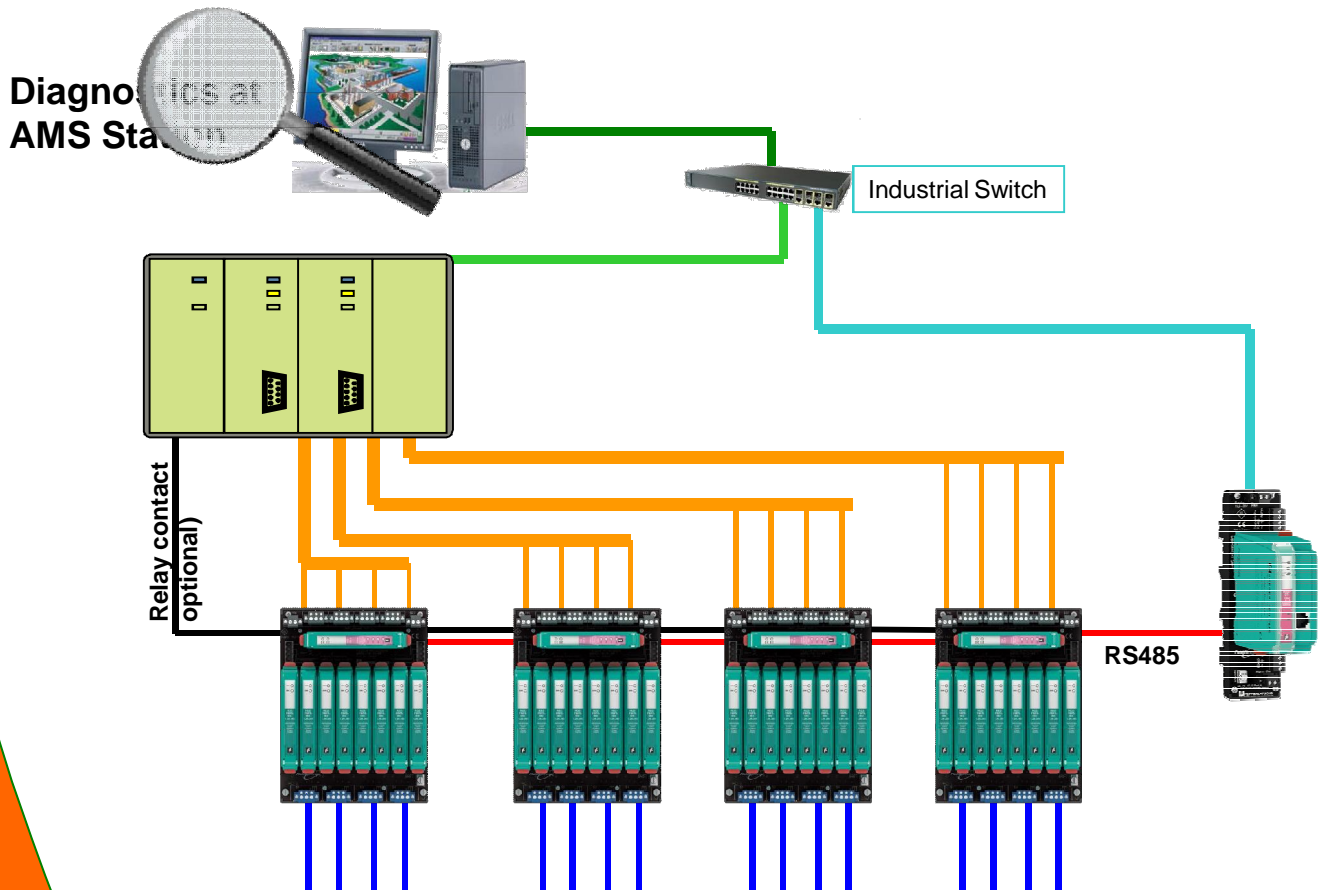 Diagnostics at
AMS Station
Industrial Switch
Relay contact
optional)
RS485